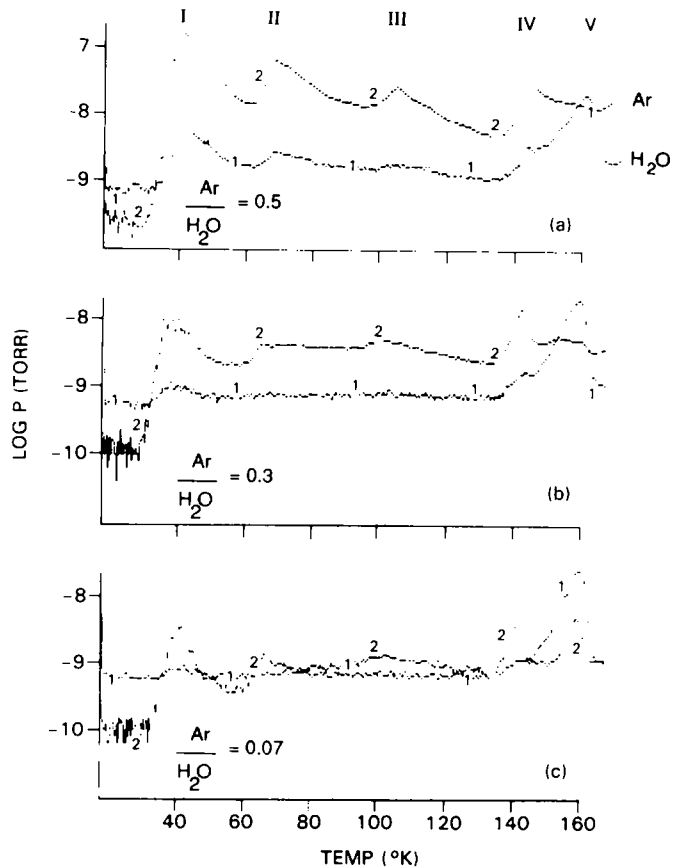 I II III IV V
-7
-8
-9
2 2 2 1
1 1 1
1 2
Ar
H2O
Ar
H2O = 0.5
(a)
LOG P (TORR)
-8
-9
-10
2 2 2
1 1 1 1 1
2
Ar
H2O = 0.3
(b)
-8
-9
-10
1
2 2 2 2
1 1 1 1
2
Ar
H2O = 0.07
(c)
40 60 80 100 120 140 160
TEMP (°K)